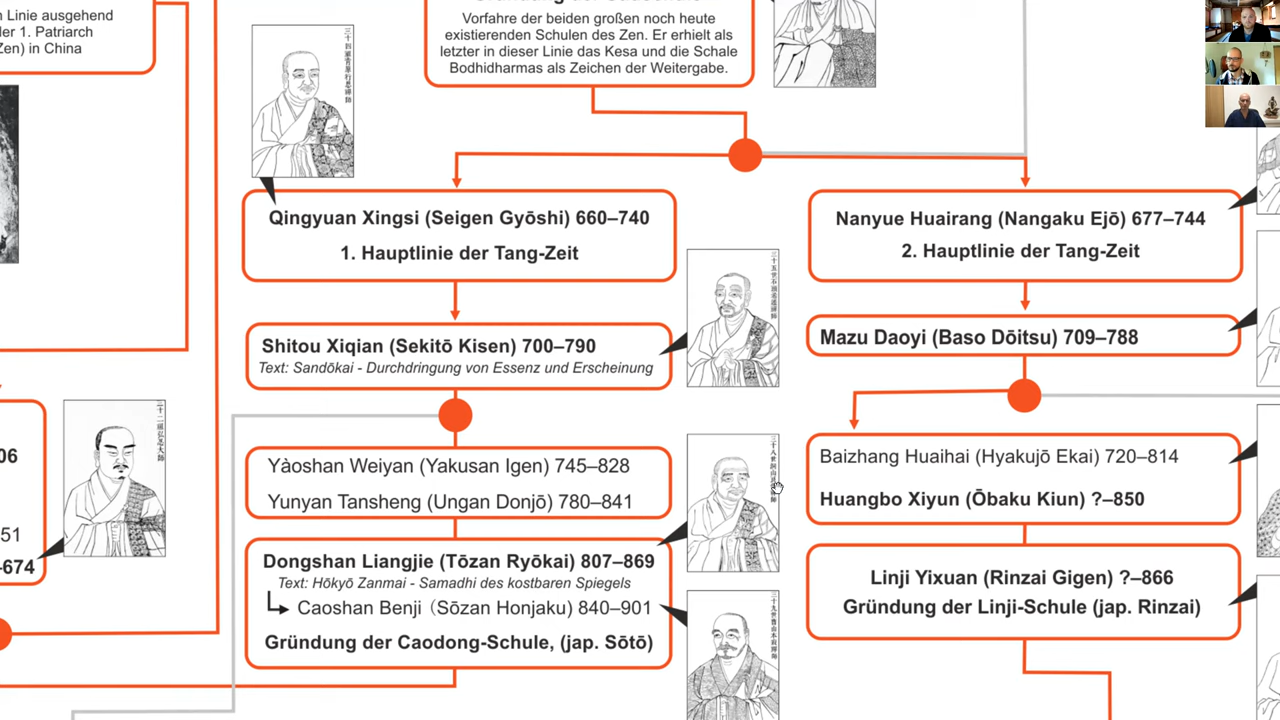 n Linie ausgehend
er 1. Patriarch
Zen) in China
Vorfahre der beiden großen noch heute
existierenden Schulen des Zen. Er erhielt als
letzter in dieser Linie das Kesa und die Schale
Bodhidharmas als Zeichen der Weitergabe.
Qingyuan Xingsi (Seigen Gyōshi) 660–740
1. Hauptlinie der Tang-Zeit
Nanyue Huairang (Nangaku Ejō) 677–744
2. Hauptlinie der Tang-Zeit
Shitou Xiqian (Sekitō Kisen) 700–790
Text: Sandōkai - Durchdringung von Essenz und Erscheinung
Mazu Daoyi (Baso Dōitsu) 709–788
06
51
-674
Yàoshan Weiyan (Yakusan Igen) 745–828
Yunyan Tansheng (Ungan Donjō) 780–841
Baizhang Huaihai (Hyakujō Ekai) 720–814
Huangbo Xiyun (Ōbaku Kiun) ?–850
Dongshan Liangjie (Tōzan Ryōkai) 807–869
Text: Hōkyō Zanmai - Samadhi des kostbaren Spiegels
Caoshan Benji (Sōzan Honjaku) 840–901
Gründung der Caodong-Schule, (jap. Sōtō)
Linji Yixuan (Rinzai Gigen) ?–866
Gründung der Linji-Schule (jap. Rinzai)